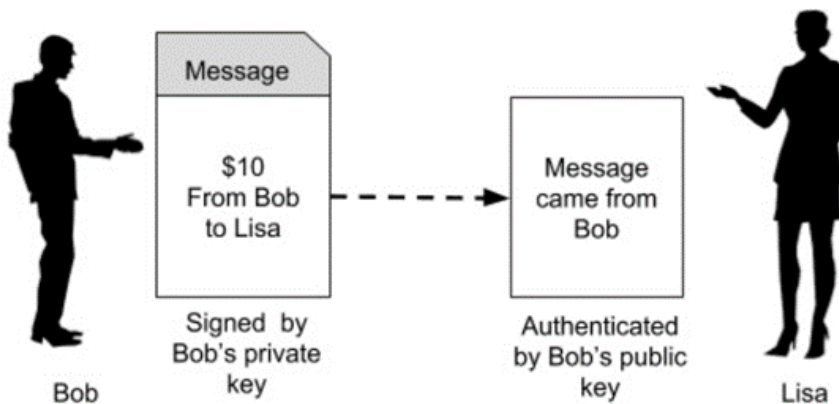 Message
$10
From Bob
to Lisa
Signed by
Bob's private
key
Message
came from
Bob
Authenticated
by Bob's public
key
Bob
Lisa